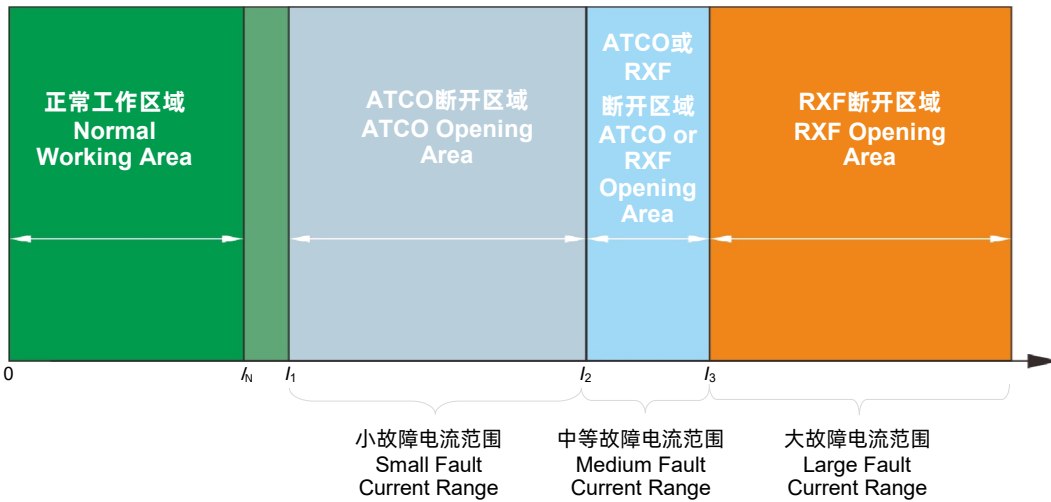 正常工作区域
Normal
Working Area
ATCO断开区域
ATCO Opening
Area
ATCO或
RXF
断开区域
ATCO or
RXF
Opening
Area
RXF断开区域
RXF Opening
Area
0
IN
I1
I2
I3
小故障电流范围
Small Fault
Current Range
中等故障电流范围
Medium Fault
Current Range
大故障电流范围
Large Fault
Current Range